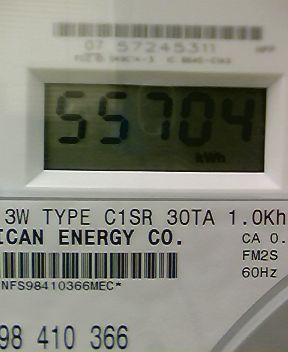 07 57245311
55704
kWh
3W TYPE C1SR 30TA 1.0Kh
ICAN ENERGY CO.
CA 0.
FM2S
60Hz
NFS98410366MEC*
98 410 366